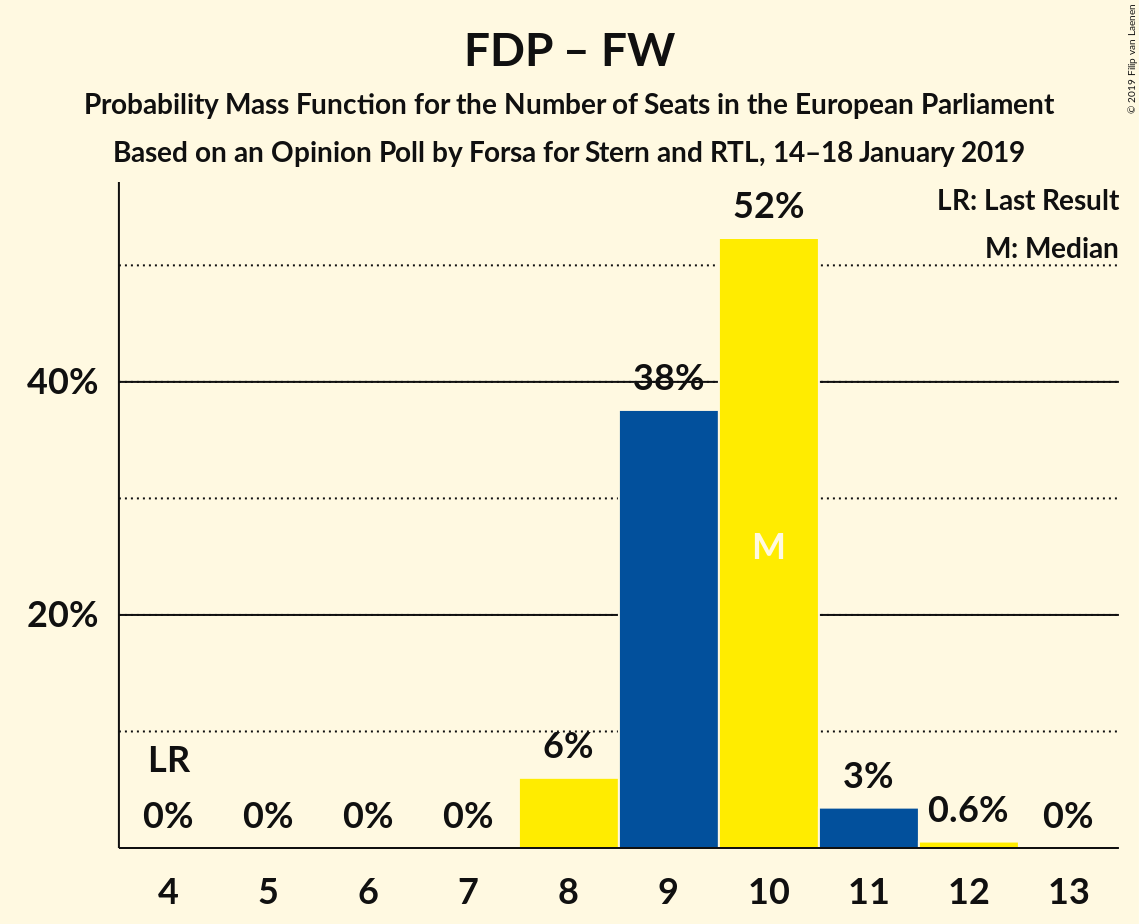 FDP – FW
Probability Mass Function for the Number of Seats in the European Parliament
Based on an Opinion Poll by Forsa for Stern and RTL, 14–18 January 2019
© 2019 Filip van Laenen
LR: Last Result
M: Median
52%
40%
38%
M
20%
LR
6%
3%
0% 0% 0% 0% 0.6% 0%
4 5 6 7 8 9 10 11 12 13